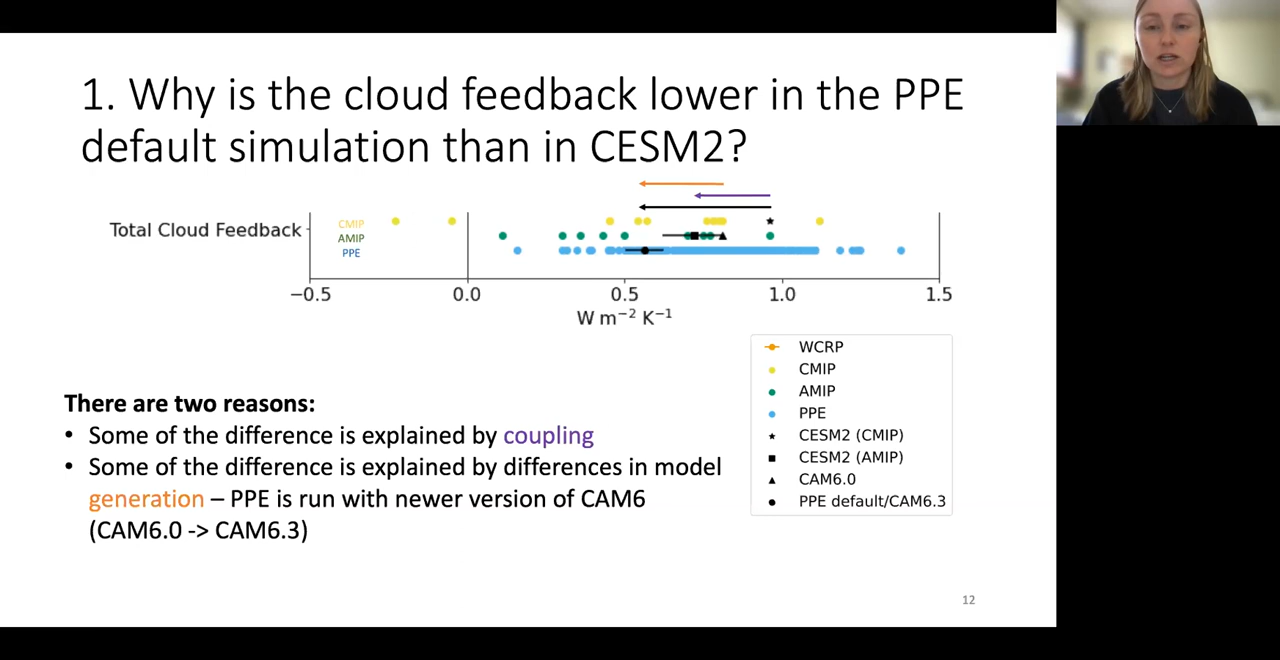 1. Why is the cloud feedback lower in the PPE
default simulation than in CESM2?
Total Cloud Feedback
CMIP
AMIP
PPE
−0.5 0.0 0.5 1.0 1.5
W m⁻² K⁻¹
WCRP
CMIP
AMIP
PPE
CESM2 (CMIP)
CESM2 (AMIP)
CAM6.0
PPE default/CAM6.3
There are two reasons:
• Some of the difference is explained by coupling
• Some of the difference is explained by differences in model
generation – PPE is run with newer version of CAM6
(CAM6.0 -> CAM6.3)
12